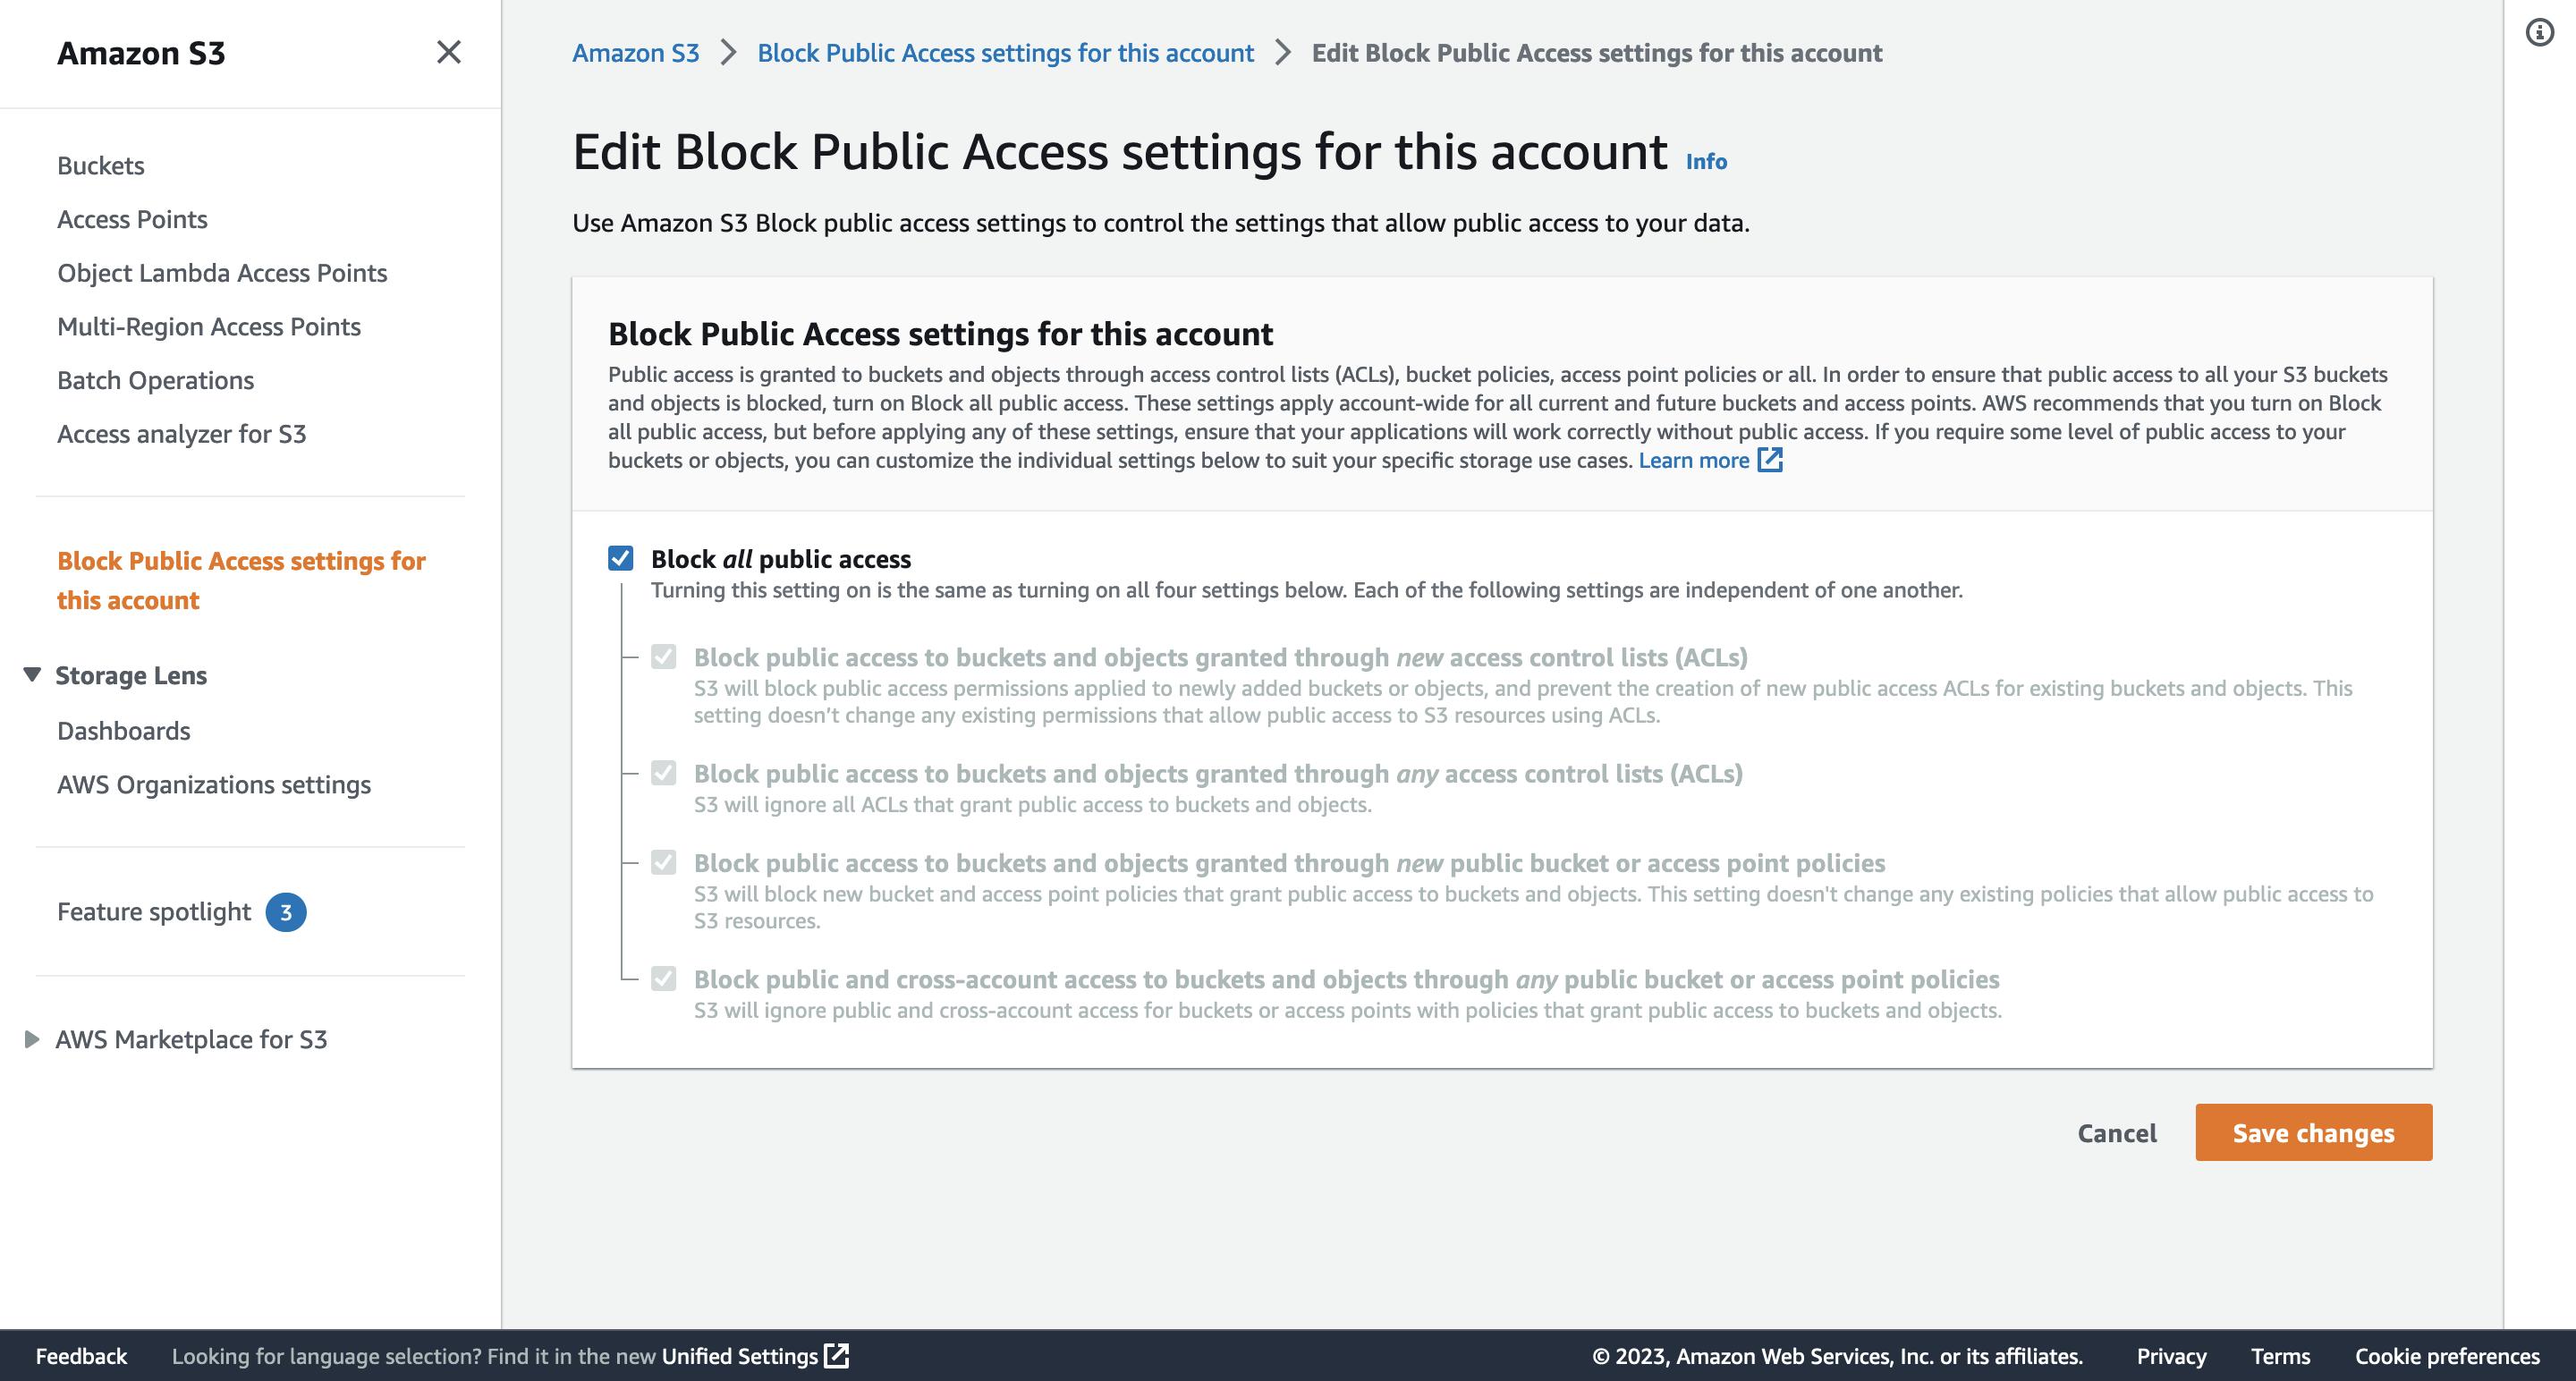 Amazon S3
Buckets
Access Points
Object Lambda Access Points
Multi-Region Access Points
Batch Operations
Access analyzer for S3
Block Public Access settings for
this account
Storage Lens
Dashboards
AWS Organizations settings
Feature spotlight 3
AWS Marketplace for S3
Amazon S3 > Block Public Access settings for this account > Edit Block Public Access settings for this account
Edit Block Public Access settings for this account Info
Use Amazon S3 Block public access settings to control the settings that allow public access to your data.
Block Public Access settings for this account
Public access is granted to buckets and objects through access control lists (ACLs), bucket policies, access point policies or all. In order to ensure that public access to all your S3 buckets
and objects is blocked, turn on Block all public access. These settings apply account-wide for all current and future buckets and access points. AWS recommends that you turn on Block
all public access, but before applying any of these settings, ensure that your applications will work correctly without public access. If you require some level of public access to your
buckets or objects, you can customize the individual settings below to suit your specific storage use cases. Learn more
Block all public access
Turning this setting on is the same as turning on all four settings below. Each of the following settings are independent of one another.
Block public access to buckets and objects granted through new access control lists (ACLs)
S3 will block public access permissions applied to newly added buckets or objects, and prevent the creation of new public access ACLs for existing buckets and objects. This
setting doesn’t change any existing permissions that allow public access to S3 resources using ACLs.
Block public access to buckets and objects granted through any access control lists (ACLs)
S3 will ignore all ACLs that grant public access to buckets and objects.
Block public access to buckets and objects granted through new public bucket or access point policies
S3 will block new bucket and access point policies that grant public access to buckets and objects. This setting doesn't change any existing policies that allow public access to
S3 resources.
Block public and cross-account access to buckets and objects through any public bucket or access point policies
S3 will ignore public and cross-account access for buckets or access points with policies that grant public access to buckets and objects.
Cancel Save changes
Feedback Looking for language selection? Find it in the new Unified Settings © 2023, Amazon Web Services, Inc. or its affiliates. Privacy Terms Cookie preferences